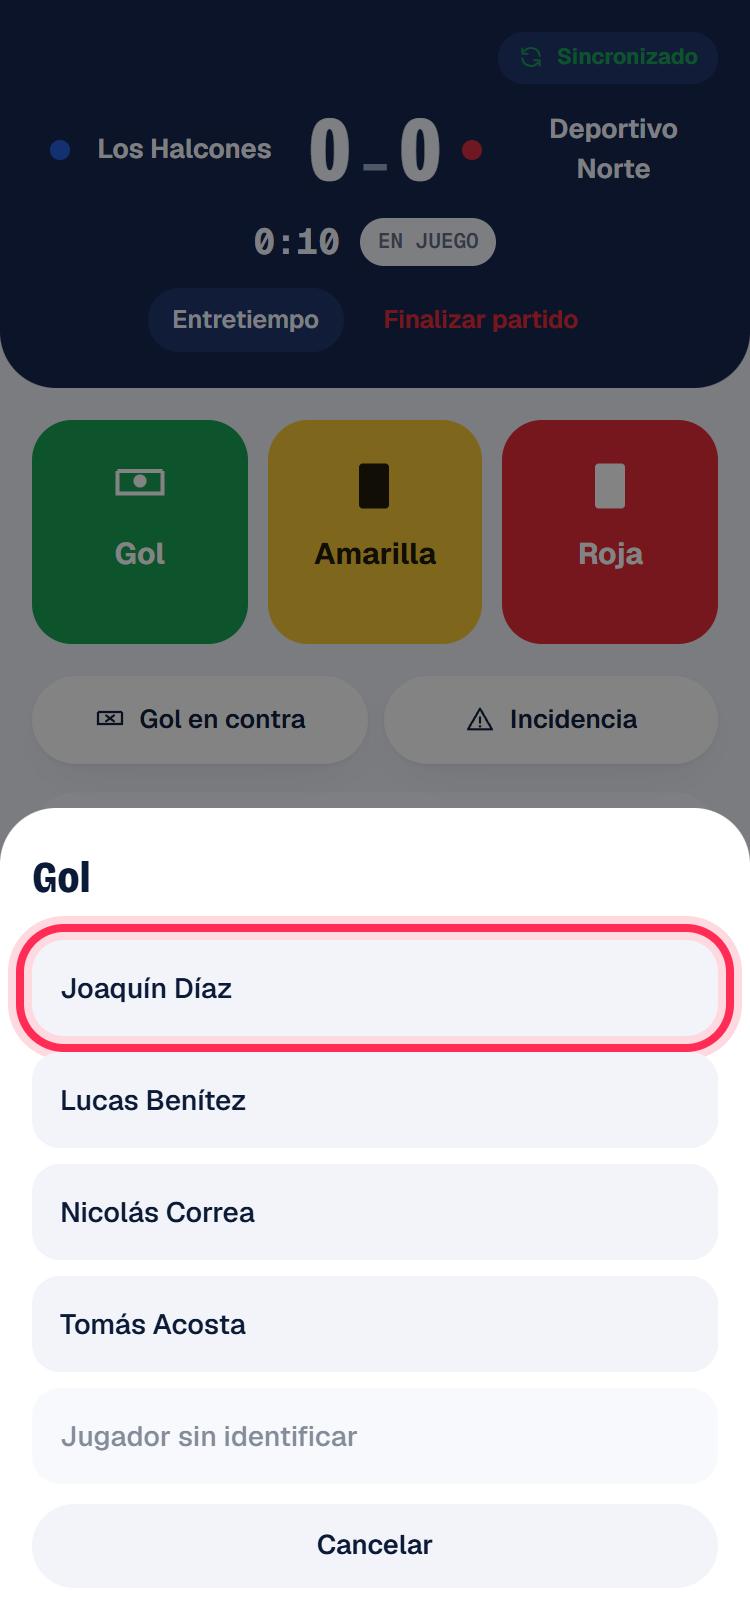 Sincronizado
Los Halcones
0 - 0
Deportivo
Norte
0:10
EN JUEGO
Entretiempo
Finalizar partido
Gol
Amarilla
Roja
Gol en contra
Incidencia
Gol
Joaquín Díaz
Lucas Benítez
Nicolás Correa
Tomás Acosta
Jugador sin identificar
Cancelar